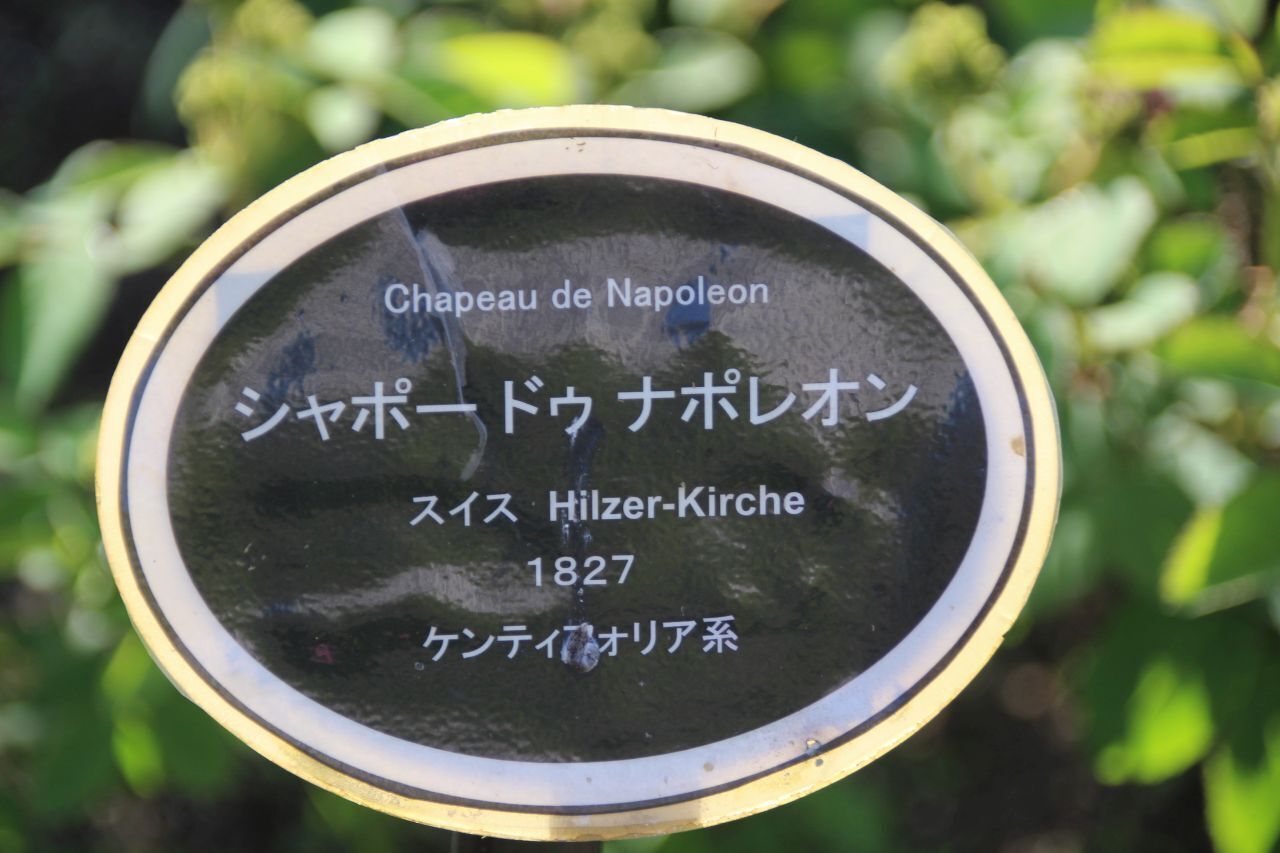 Chapeau de Napoleon
シャポー ドゥ ナポレオン
スイス Hilzer-Kirche
1827
ケンティフォリア系